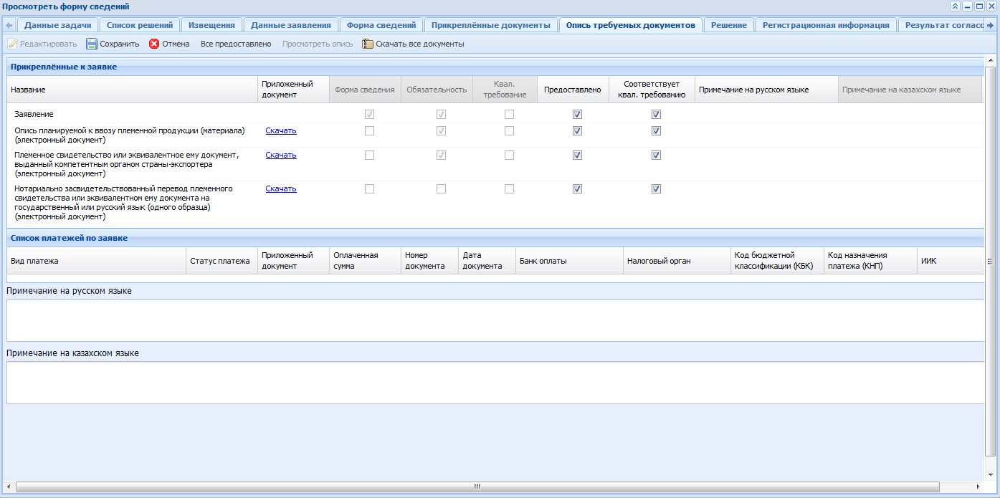 Просмотреть форму сведений
Данные задачи Список решений Извещения Данные заявления Форма сведений Прикреплённые документы Опись требуемых документов Решение Регистрационная информация Результат согласо
Редактировать Сохранить Отмена Все предоставлено Просмотреть опись Скачать все документы
Прикреплённые к заявке
Название Приложенный документ Форма сведения Обязательность Квал. требование Предоставлено Соответствует квал. требованию Примечание на русском языке Примечание на казахском языке
Заявление
Опись планируемой к ввозу племенной продукции (материала) Скачать
(электронный документ)
Племенное свидетельство или эквивалентное ему документ, Скачать
выданный компетентным органом страны-экспортера
(электронный документ)
Нотариально засвидетельствованный перевод племенного Скачать
свидетельства или эквивалентном ему документа на
государственный или русский язык (одного образца)
(электронный документ)
Список платежей по заявке
Вид платежа Статус платежа Приложенный документ Оплаченная сумма Номер документа Дата документа Банк оплаты Налоговый орган Код бюджетной классификации (КБК) Код назначения платежа (КНП) ИИК
Примечание на русском языке
Примечание на казахском языке